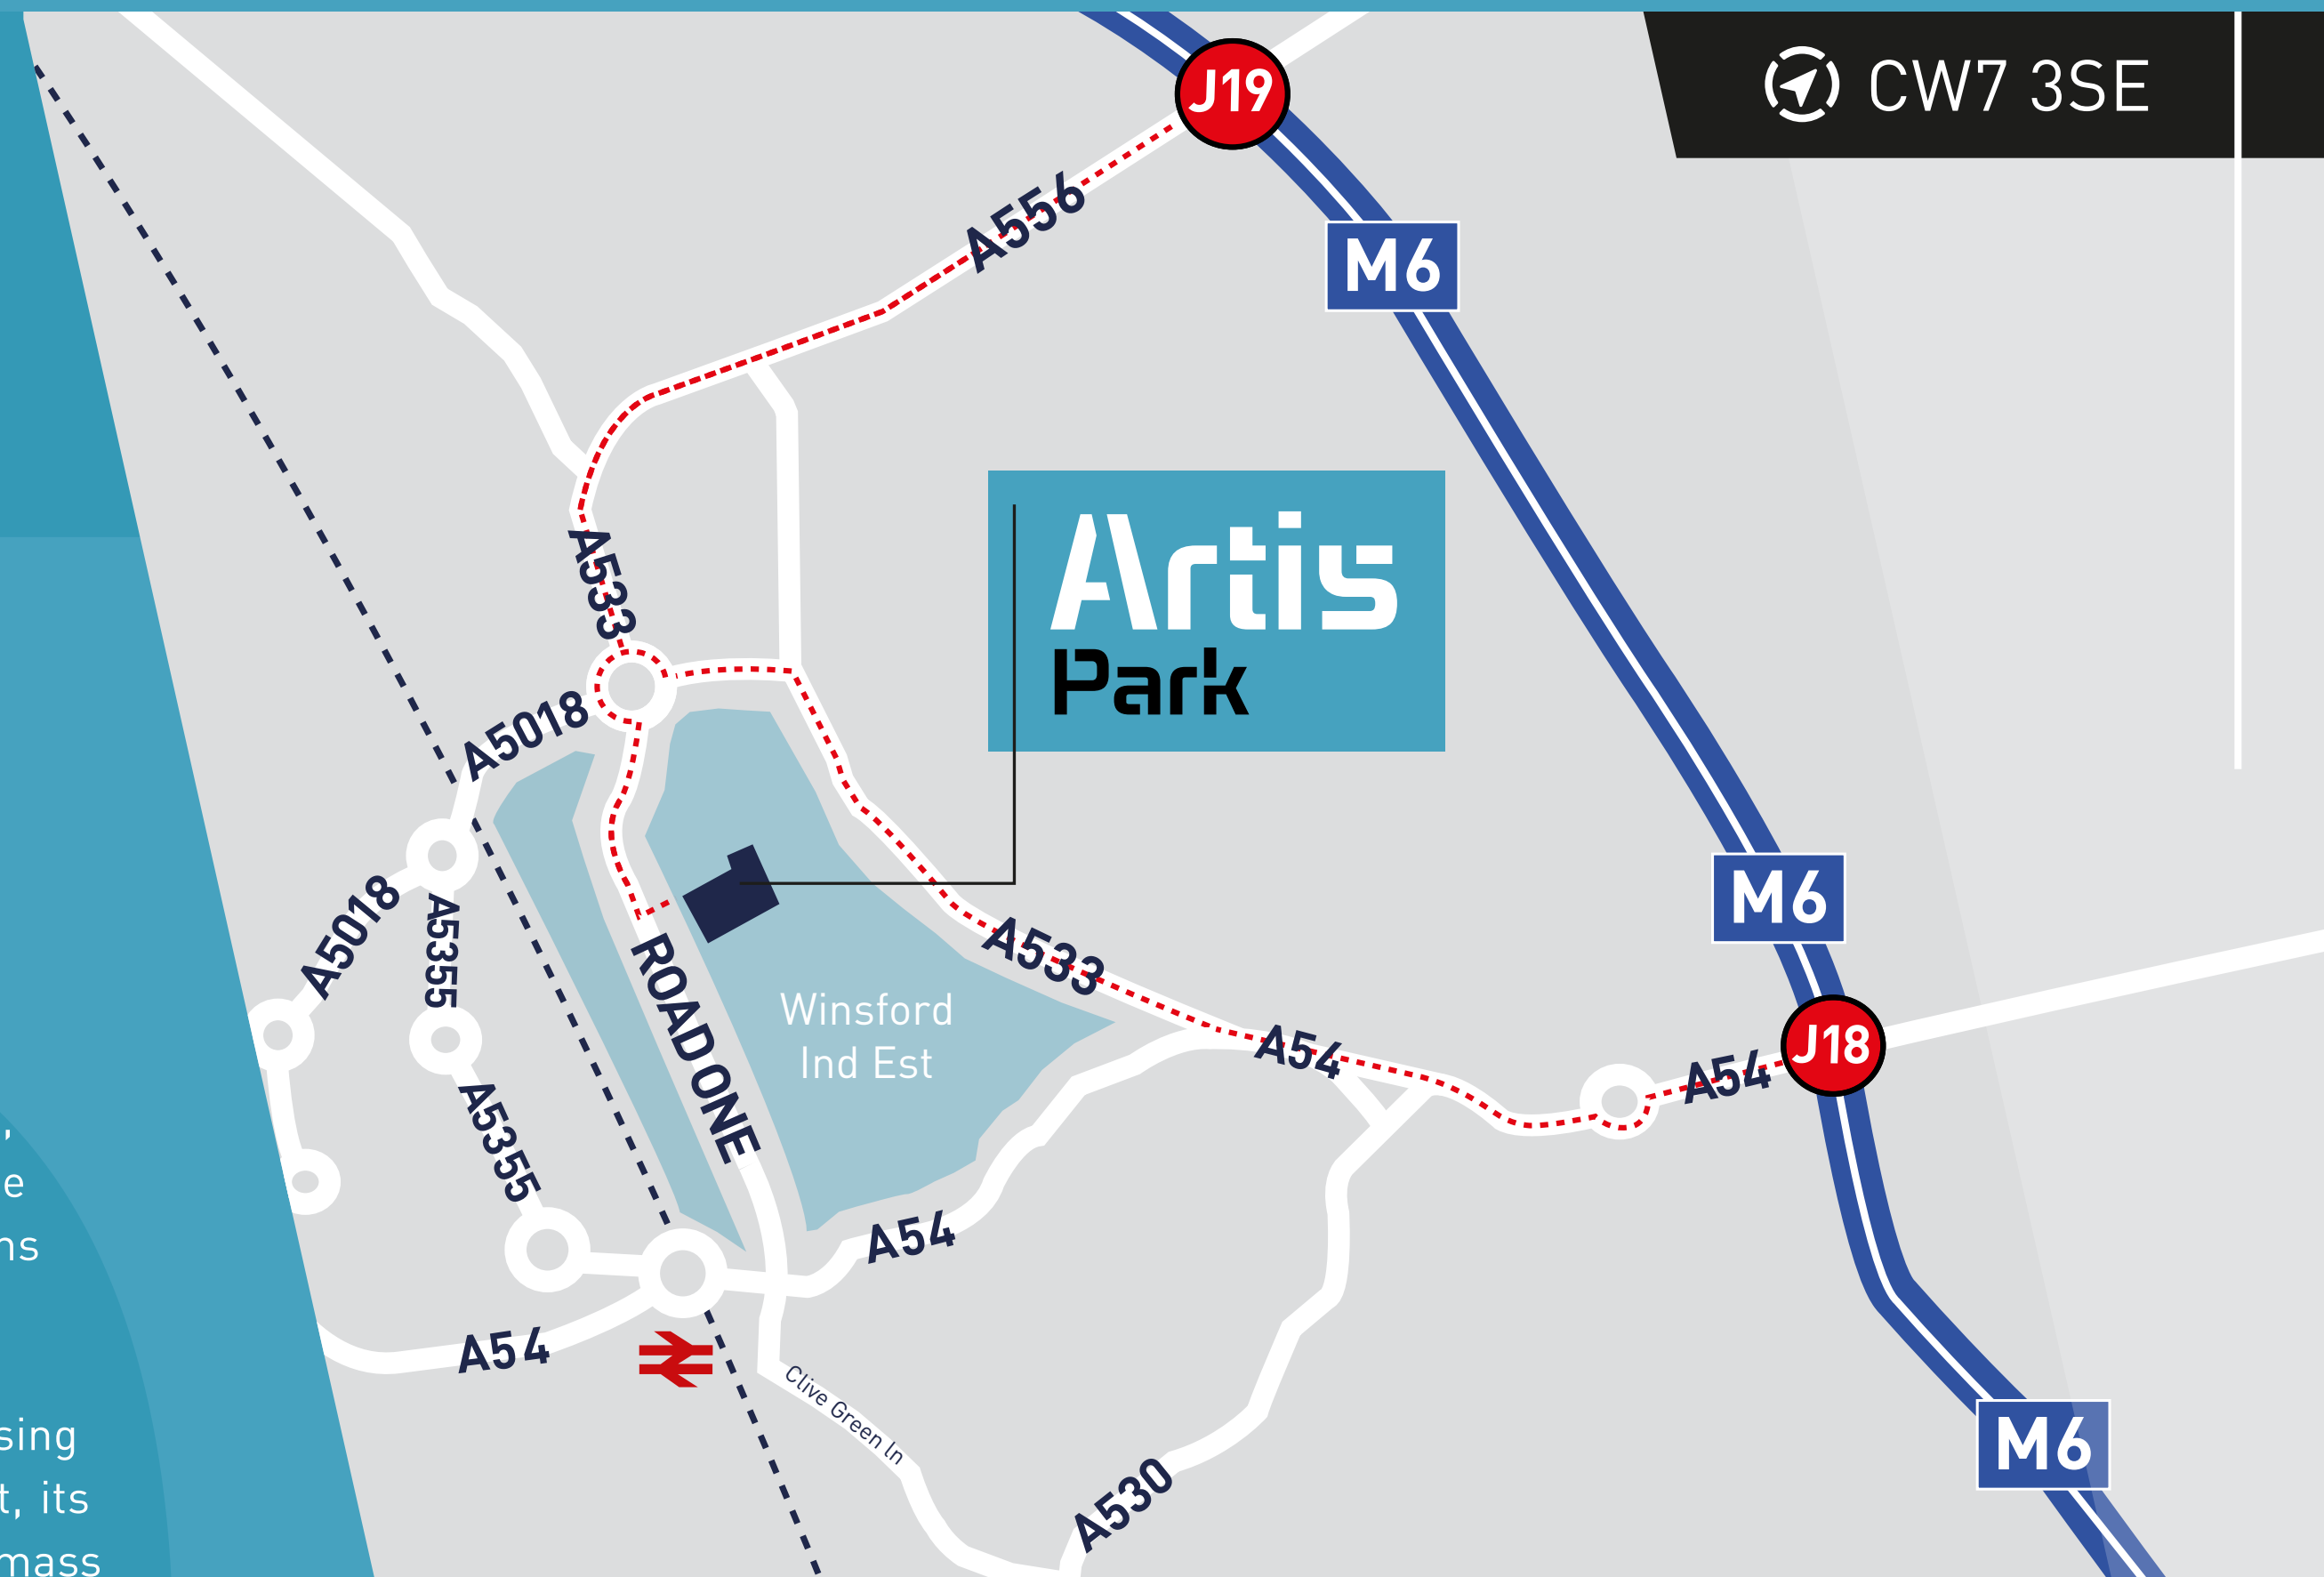 J19
CW7 3SE
A556
M6
A533
Artis
Park
A5018
A5018
A5355
M6
A533
ROAD ONE
Winsford
Ind Est
A54
J18
A54
A5355
,
e
ns
A54
A54
Clive Green ln
sing
t, its
mass
A530
M6